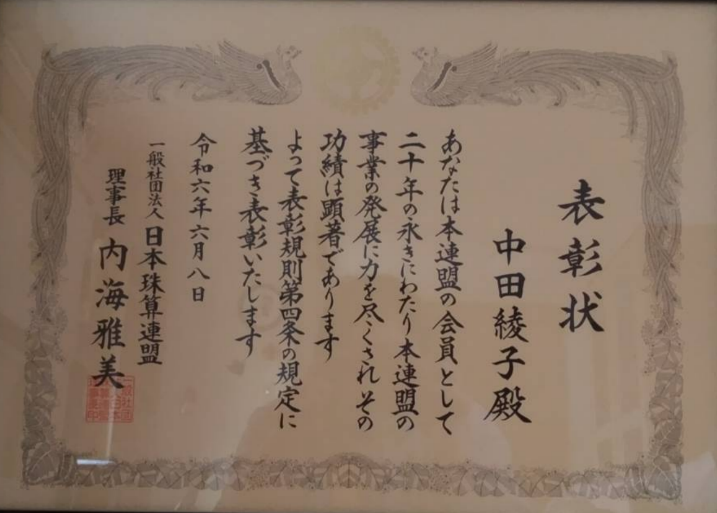 表彰状
中田綾子殿
あなたは本連盟の会員として
二十年の永きにわたり本連盟の
事業の発展に力を尽くされその
功績は顕著であります
よって表彰規則第四条の規定に
基づき表彰いたします
令和六年六月八日
一般社団法人日本珠算連盟
理事長 内海雅美